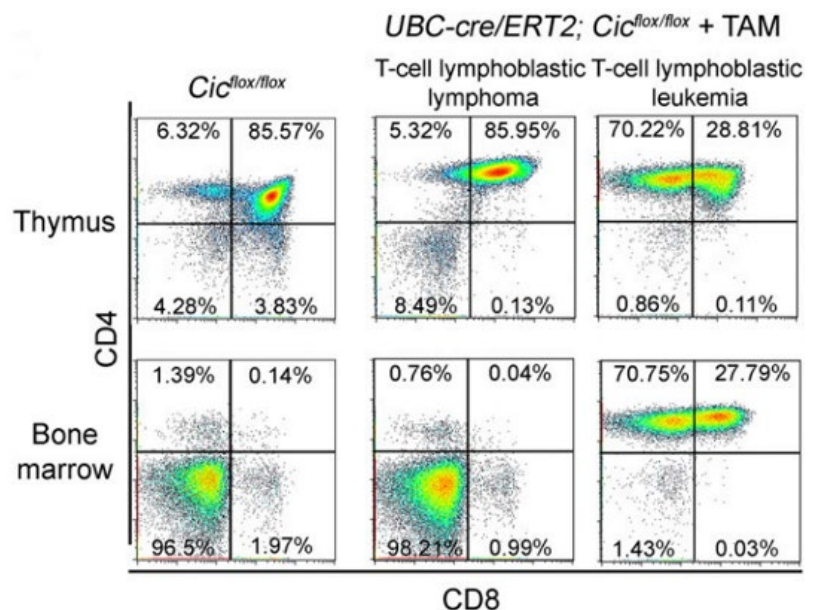 UBC-cre/ERT2; Cic^flox/flox + TAM
Cic^flox/flox
T-cell lymphoblastic lymphoma
T-cell lymphoblastic leukemia
Thymus
6.32% 85.57%
4.28% 3.83%
5.32% 85.95%
8.49% 0.13%
70.22% 28.81%
0.86% 0.11%
CD4
Bone
marrow
1.39% 0.14%
96.5% 1.97%
0.76% 0.04%
98.21% 0.99%
70.75% 27.79%
1.43% 0.03%
CD8